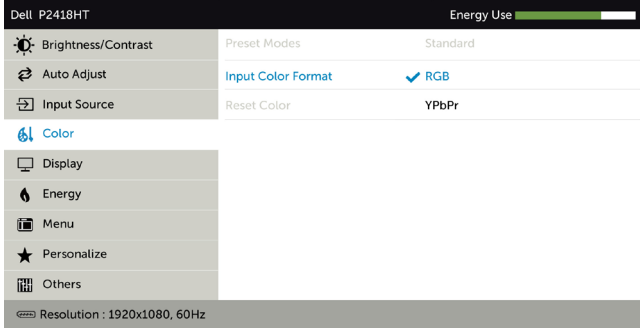 Dell P2418HT Energy Use
Brightness/Contrast Preset Modes Standard
Auto Adjust Input Color Format RGB
Input Source Reset Color YPbPr
Color
Display
Energy
Menu
Personalize
Others
Resolution : 1920x1080, 60Hz